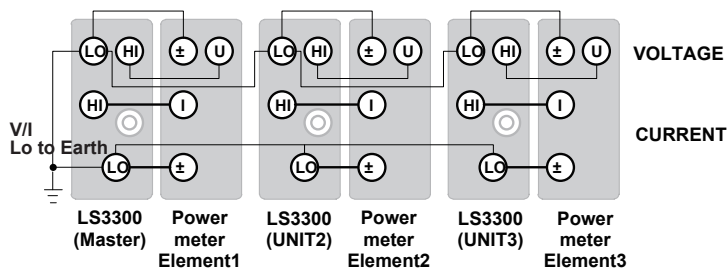 LO HI ± U LO HI ± U LO HI ± U VOLTAGE
HI I HI I HI I
V/I
Lo to Earth
CURRENT
LO ± LO ± LO ±
LS3300 (Master)
Power meter Element1
LS3300 (UNIT2)
Power meter Element2
LS3300 (UNIT3)
Power meter Element3